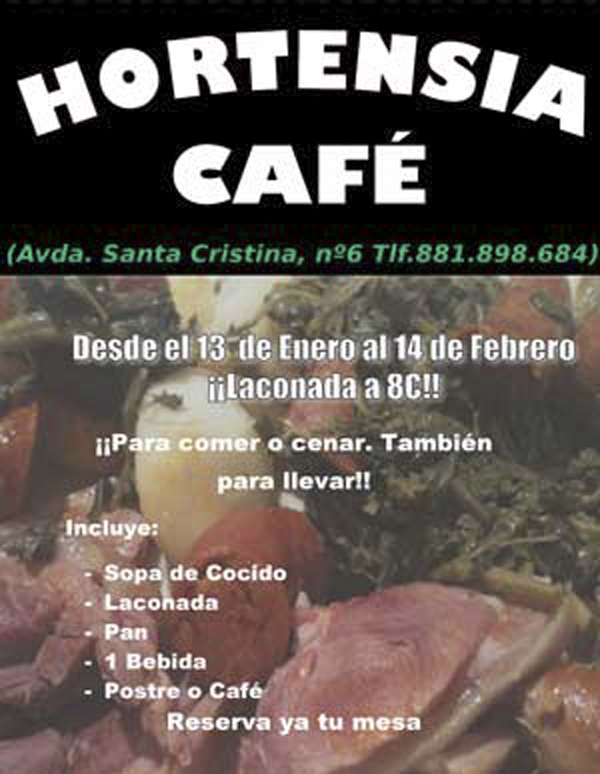 HORTENSIA
CAFÉ
(Avda. Santa Cristina, nº6 Tlf.881.898.684)
Desde el 13 de Enero al 14 de Febrero
¡¡Laconada a 8€!!
¡¡Para comer o cenar. También
para llevar!!
Incluye:
- Sopa de Cocido
- Laconada
- Pan
- 1 Bebida
- Postre o Café
Reserva ya tu mesa